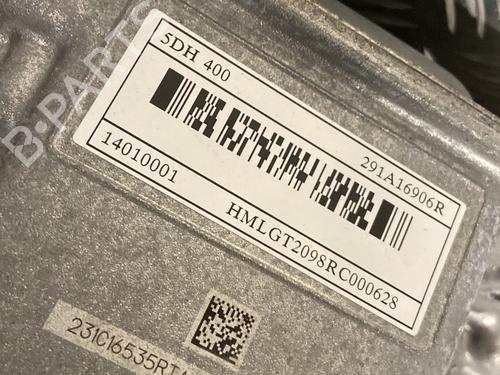 B-PARTS
5DH 400
291A16906R
14010001
HMLGT2098RC000628
231C16535R